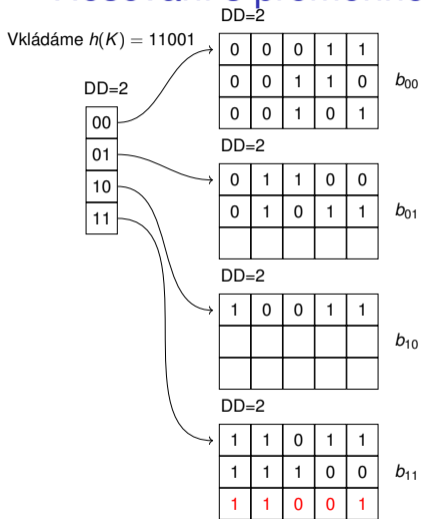 DD=2
Vkládáme h(K) = 11001
0 0 0 1 1
0 0 1 1 0 b00
0 0 1 0 1
DD=2
00
01
10
11
DD=2
0 1 1 0 0
0 1 0 1 1 b01
DD=2
1 0 0 1 1
b10
DD=2
1 1 0 1 1
1 1 1 0 0 b11
1 1 0 0 1